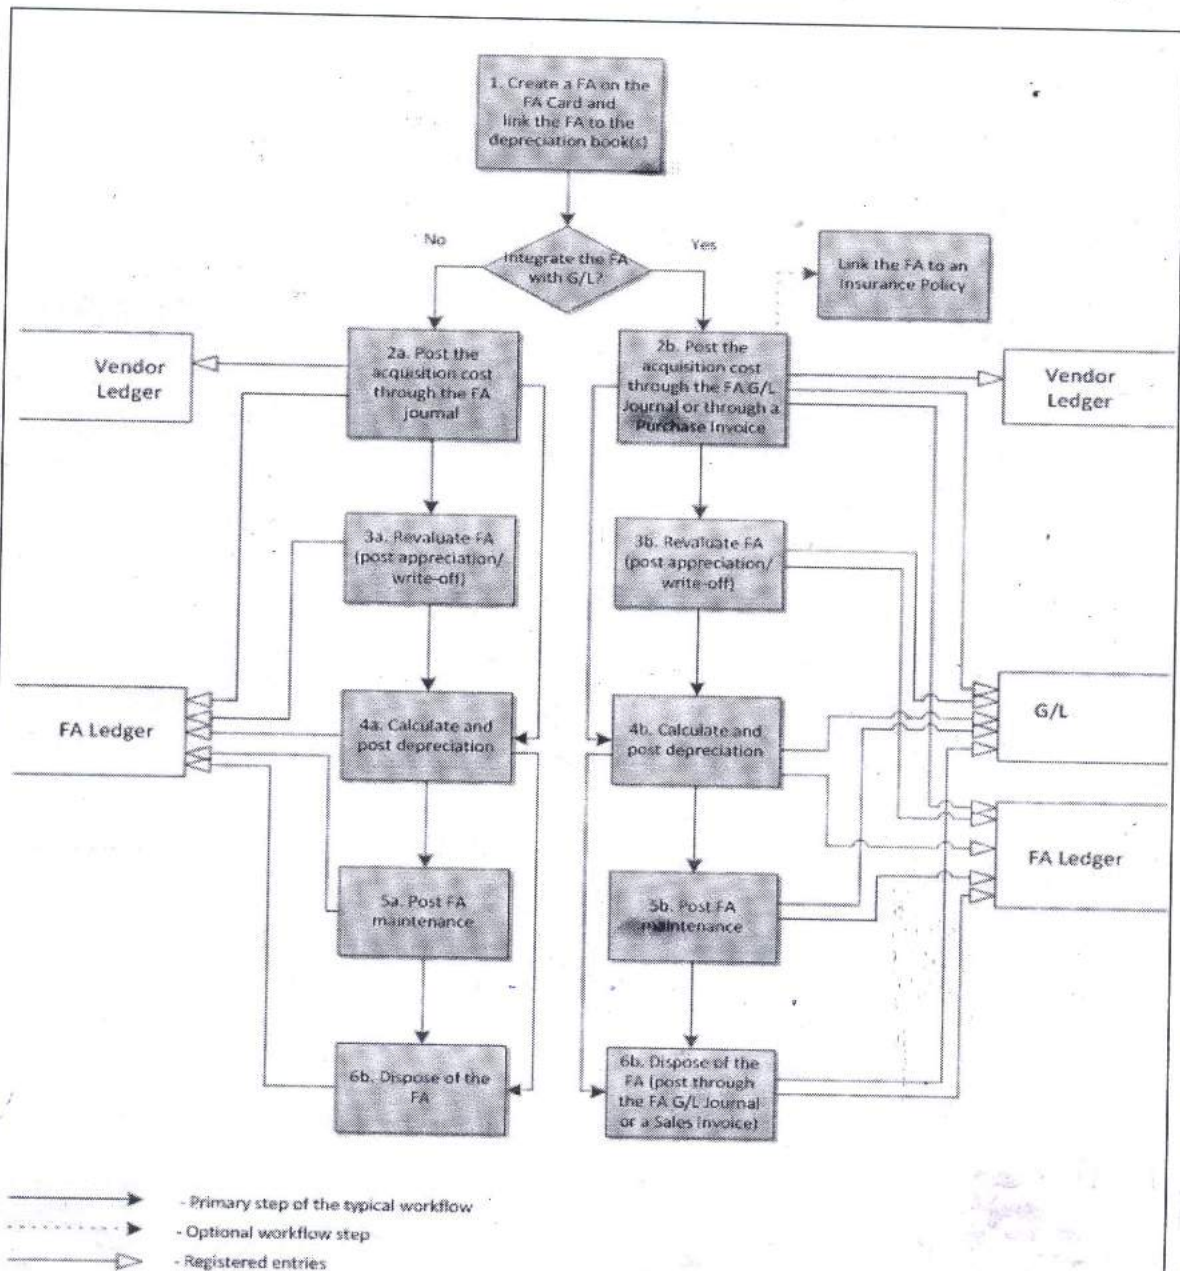 1. Create a FA on the
FA Card and
link the FA to the
depreciation book(s)
No
Yes
Integrate the FA
with G/L?
Link the FA to an
Insurance Policy
Vendor
Ledger
2a. Post the
acquisition cost
through the FA
journal
2b. Post the
acquisition cost
through the FA G/L
Journal or through a
Purchase Invoice
Vendor
Ledger
3a. Revaluate FA
(post appreciation/
write-off)
3b. Revaluate FA
(post appreciation/
write-off)
FA Ledger
4a. Calculate and
post depreciation
4b. Calculate and
post depreciation
G/L
FA Ledger
5a. Post FA
maintenance
5b. Post FA
maintenance
6b. Dispose of the
FA
6b. Dispose of the
FA (post through
the FA G/L Journal
or a Sales Invoice)
- Primary step of the typical workflow
- Optional workflow step
- Registered entries